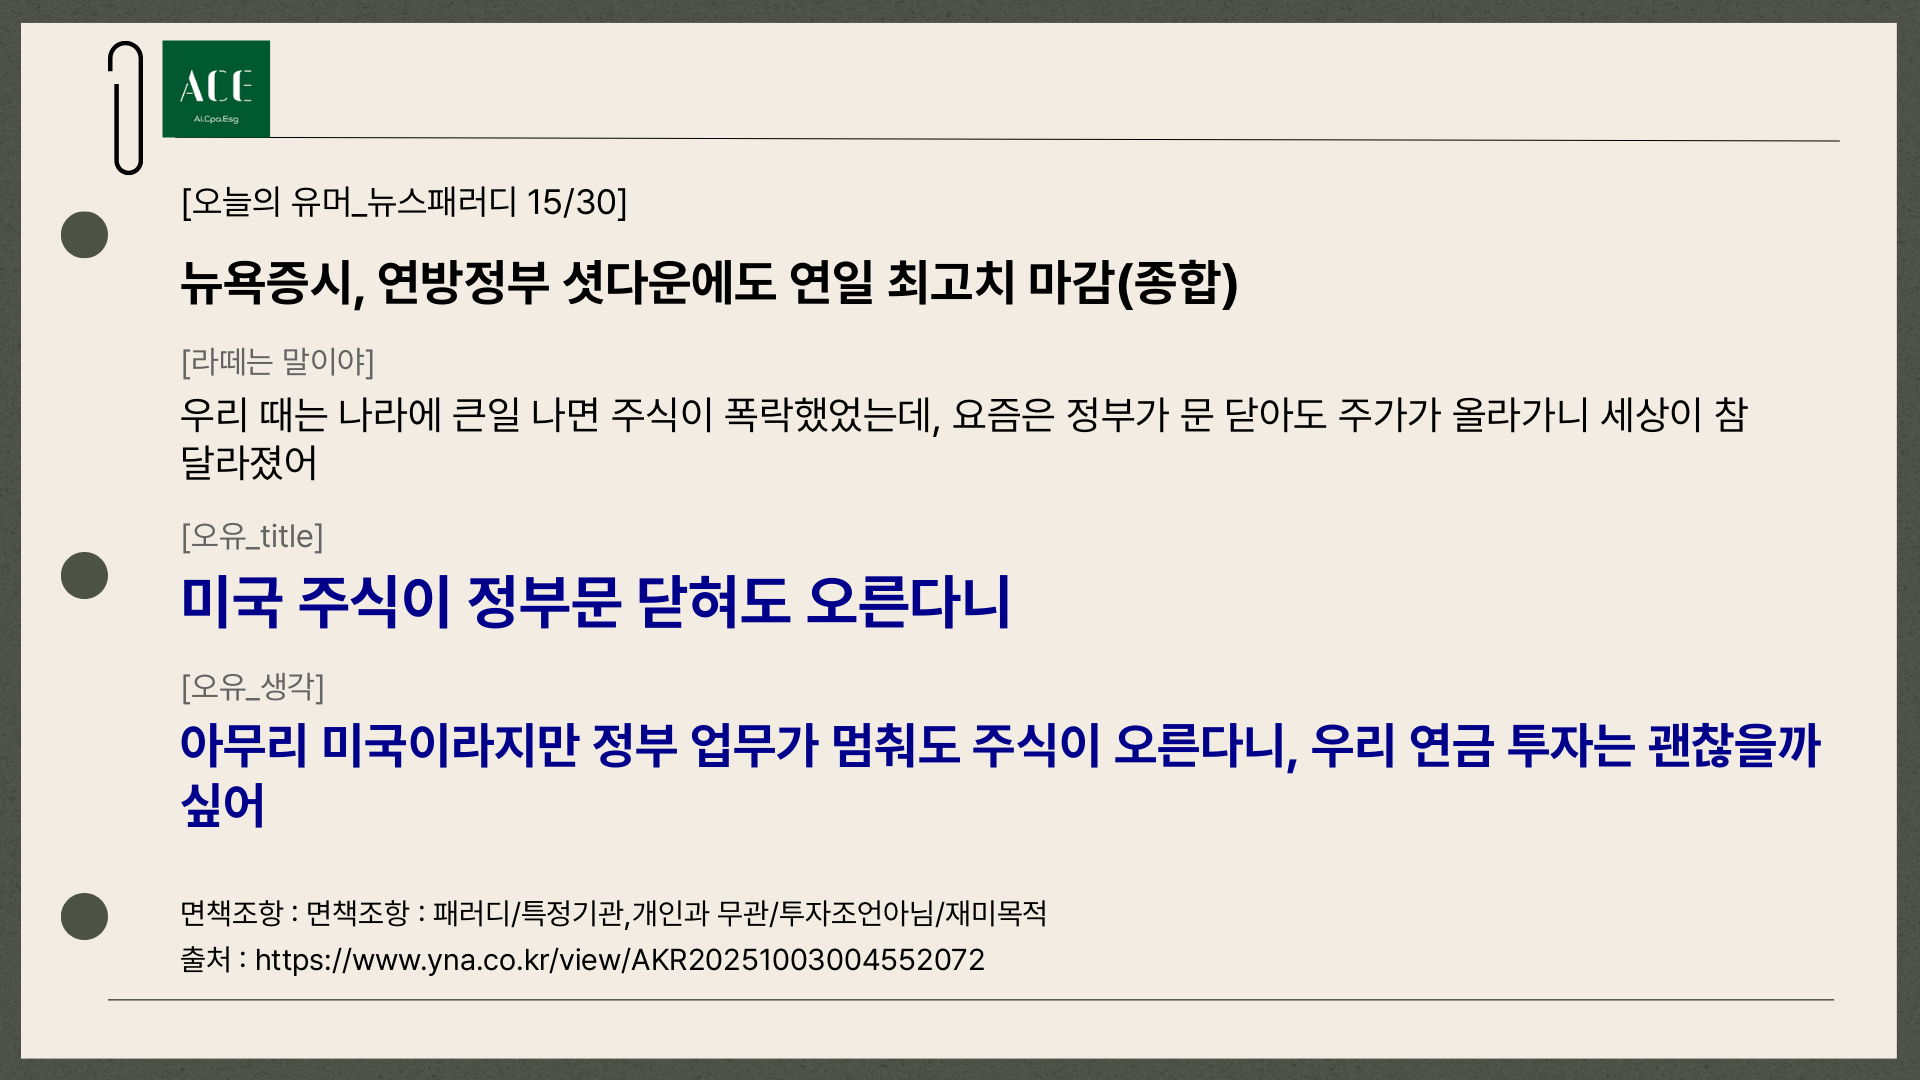 ACE
Ai.Cpa.Esg
[오늘의 유머_뉴스패러디 15/30]
뉴욕증시, 연방정부 셧다운에도 연일 최고치 마감(종합)
[라떼는 말이야]
우리 때는 나라에 큰일 나면 주식이 폭락했었는데, 요즘은 정부가 문 닫아도 주가가 올라가니 세상이 참
달라졌어
[오유_title]
미국 주식이 정부문 닫혀도 오른다니
[오유_생각]
아무리 미국이라지만 정부 업무가 멈춰도 주식이 오른다니, 우리 연금 투자는 괜찮을까
싶어
면책조항 : 면책조항 : 패러디/특정기관,개인과 무관/투자조언아님/재미목적
출처 : https://www.yna.co.kr/view/AKR20251003004552072